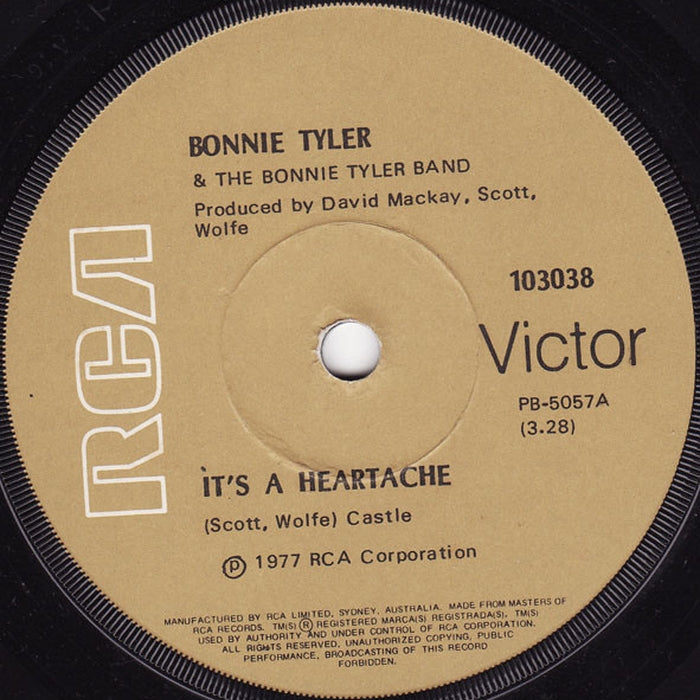 BONNIE TYLER
& THE BONNIE TYLER BAND
Produced by David Mackay, Scott,
Wolfe
RCA
103038
Victor
PB-5057A
(3.28)
IT'S A HEARTACHE
(Scott, Wolfe) Castle
℗ 1977 RCA Corporation
MANUFACTURED BY RCA LIMITED, SYDNEY, AUSTRALIA. MADE FROM MASTERS OF
RCA RECORDS. TM(S) ® REGISTERED MARCA(S) REGISTRADA(S). TM(S)
USED BY AUTHORITY AND UNDER CONTROL OF RCA CORPORATION.
ALL RIGHTS RESERVED, UNAUTHORIZED COPYING, PUBLIC
PERFORMANCE, BROADCASTING OF THIS RECORD
FORBIDDEN.